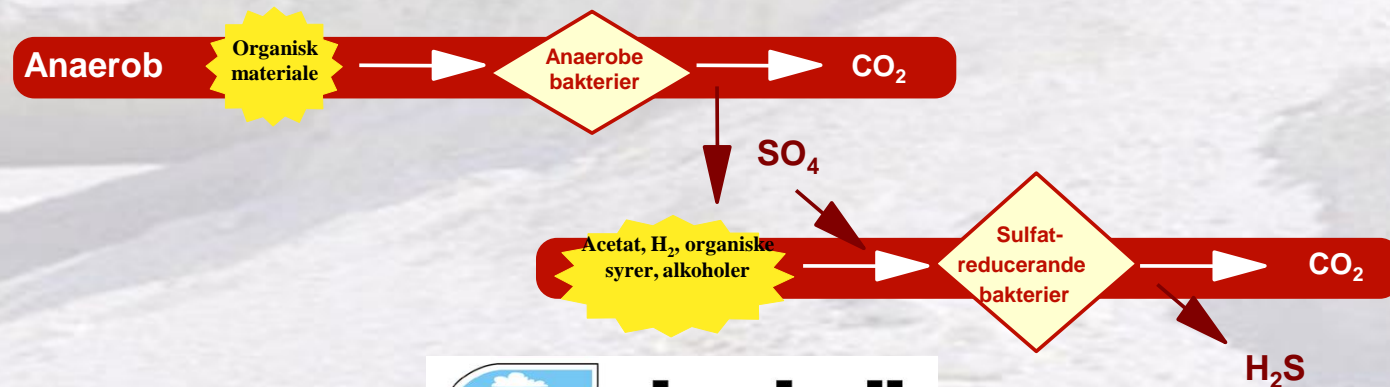 Anaerob
Organisk
materiale
Anaerobe
bakterier
CO₂
SO₄
Acetat, H₂, organiske
syrer, alkoholer
Sulfat-
reducerande
bakterier
CO₂
H₂S